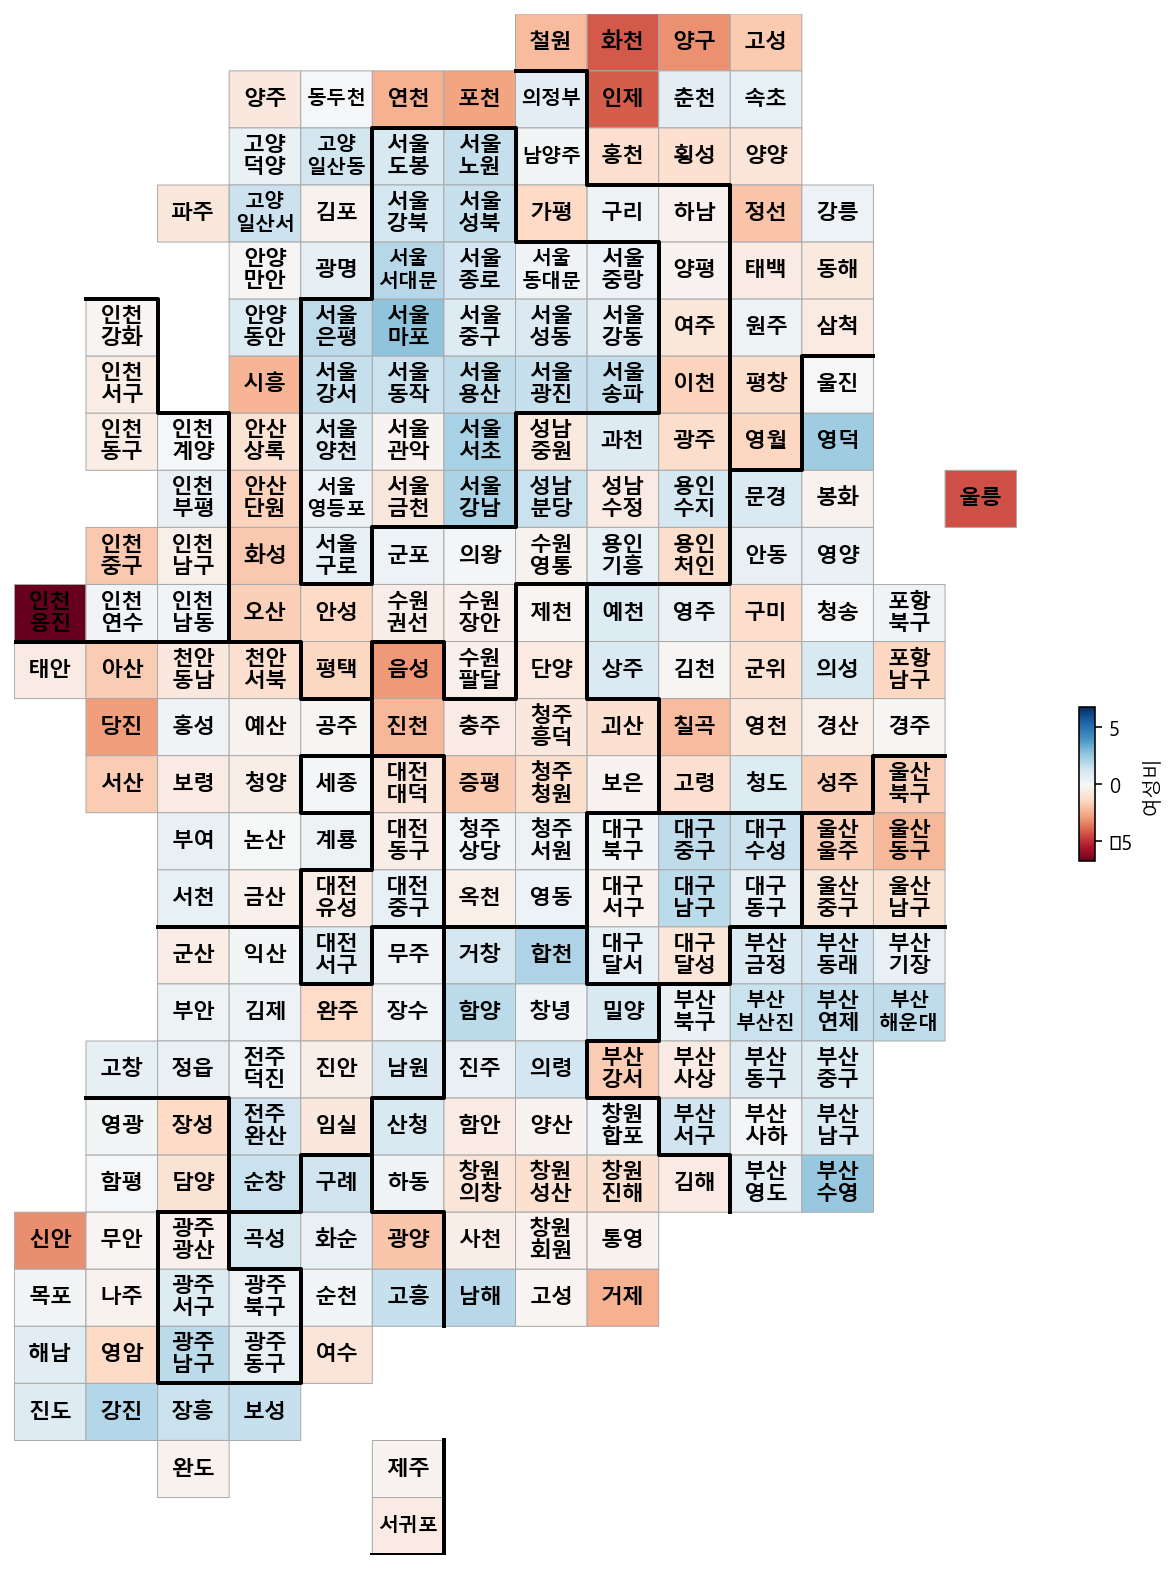 철원 화천 양구 고성
양주 동두천 연천 포천 의정부 인제 춘천 속초
고양 고양 서울 서울
덕양 일산동 도봉 노원 남양주 홍천 횡성 양양
고양 서울 서울
파주 일산서 김포 강북 성북 가평 구리 하남 정선 강릉
안양 서울 서울 서울 서울
만안 광명 서대문 종로 동대문 중랑 양평 태백 동해
인천 안양 서울 서울 서울 서울 서울
강화 동안 은평 마포 중구 성동 강동 여주 원주 삼척
인천 서울 서울 서울 서울 서울
서구 시흥 강서 동작 용산 광진 송파 이천 평창 울진
인천 인천 안산 서울 서울 서울 성남
동구 계양 상록 양천 관악 서초 중원 과천 광주 영월 영덕
인천 안산 서울 서울 서울 성남 성남 용인
부평 단원 영등포 금천 강남 분당 수정 수지 문경 봉화 울릉
인천 인천 서울 수원 용인 용인
중구 남구 화성 구로 군포 의왕 영통 기흥 처인 안동 영양
인천 인천 인천 수원 수원 포항
옹진 연수 남동 오산 안성 권선 장안 제천 예천 영주 구미 청송 북구
천안 천안 수원 포항
태안 아산 동남 서북 평택 음성 팔달 단양 상주 김천 군위 의성 남구
청주
당진 홍성 예산 공주 진천 충주 흥덕 괴산 칠곡 영천 경산 경주
대전 청주 울산
서산 보령 청양 세종 대덕 증평 청원 보은 고령 청도 성주 북구
대전 청주 청주 대구 대구 대구 울산 울산
부여 논산 계룡 동구 상당 서원 북구 중구 수성 울주 동구
대전 대전 대구 대구 대구 울산 울산
서천 금산 유성 중구 옥천 영동 서구 남구 동구 중구 남구
대전 대구 대구 부산 부산 부산
군산 익산 서구 무주 거창 합천 달서 달성 금정 동래 기장
부산 부산 부산 부산
부안 김제 완주 장수 함양 창녕 밀양 북구 부산진 연제 해운대
전주 부산 부산 부산 부산
고창 정읍 덕진 진안 남원 진주 의령 강서 사상 동구 중구
전주 창원 부산 부산 부산
영광 장성 완산 임실 산청 함안 양산 합포 서구 사하 남구
창원 창원 창원 부산 부산
함평 담양 순창 구례 하동 의창 성산 진해 김해 영도 수영
광주 창원
신안 무안 광산 곡성 화순 광양 사천 회원 통영
광주 광주
목포 나주 서구 북구 순천 고흥 남해 고성 거제
광주 광주
해남 영암 남구 동구 여수
진도 강진 장흥 보성
완도 제주
서귀포
5
0
□5
여성비